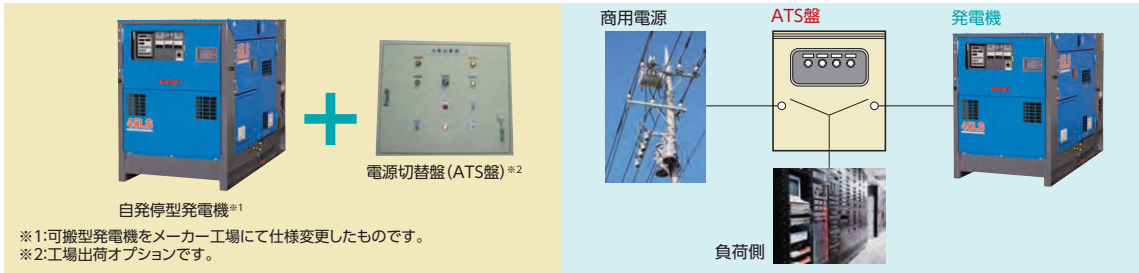 電源切替盤(ATS盤)※2
自発停型発電機※1
※1:可搬型発電機をメーカー工場にて仕様変更したものです。
※2:工場出荷オプションです。
商用電源
ATS盤
発電機
負荷側
45LS
45LS